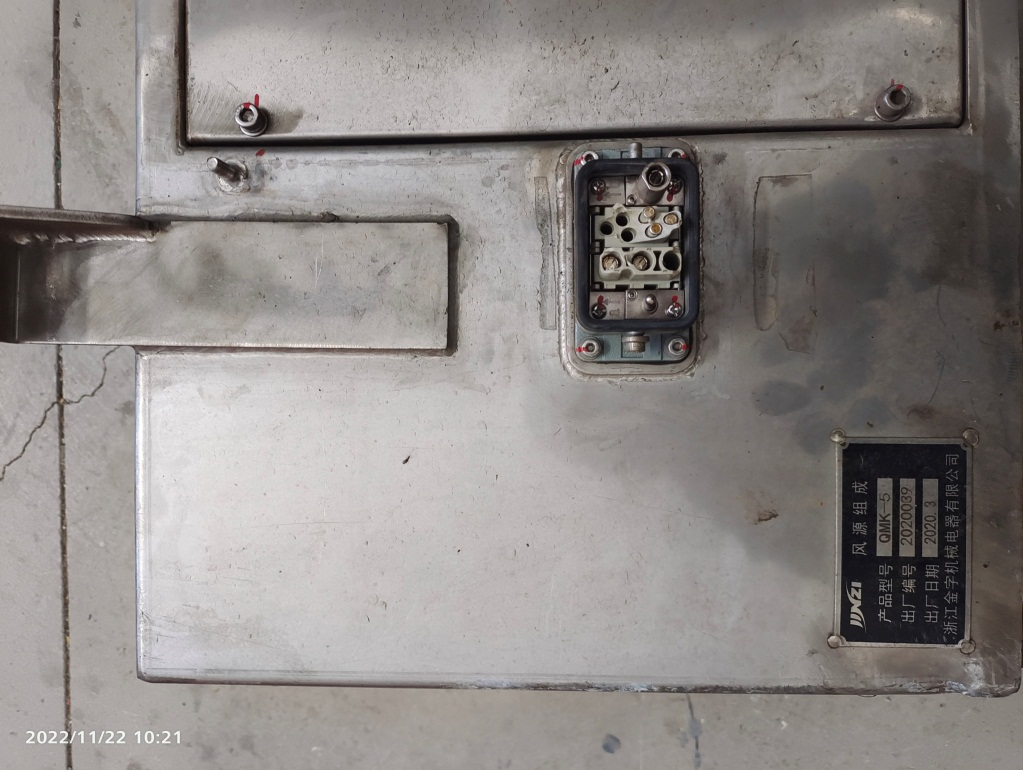 JINZI 风源组成
产品型号 QMK-5
出厂编号 2020039
出厂日期 2020.3
浙江金字机械电器有限公司
2022/11/22 10:21